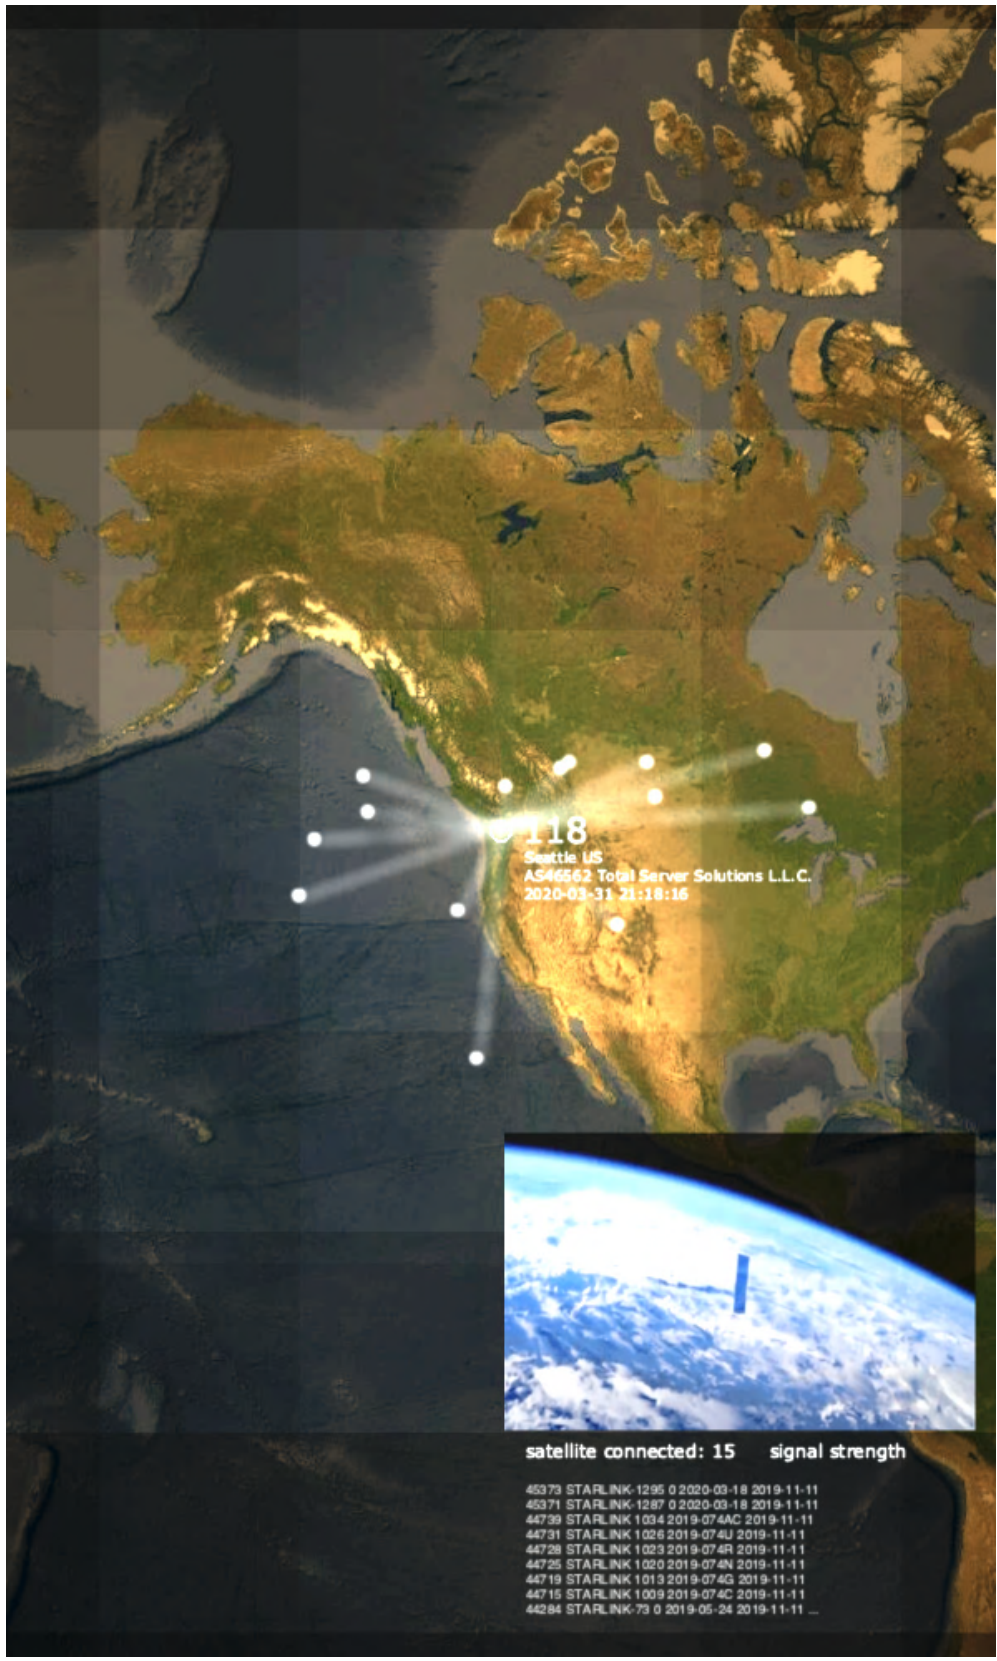 118
Seattle US
AS46562 Total Server Solutions L.L.C.
2020-03-31 21:18:16
satellite connected: 15 signal strength
45373 STARLINK-1295 0 2020-03-18 2019-11-11
45371 STARLINK-1287 0 2020-03-18 2019-11-11
44739 STARLINK 1034 2019-074AC 2019-11-11
44731 STARLINK 1026 2019-074U 2019-11-11
44728 STARLINK 1023 2019-074R 2019-11-11
44725 STARLINK 1020 2019-074N 2019-11-11
44719 STARLINK 1013 2019-074G 2019-11-11
44715 STARLINK 1009 2019-074C 2019-11-11
44284 STARLINK-73 0 2019-05-24 2019-11-11 ...